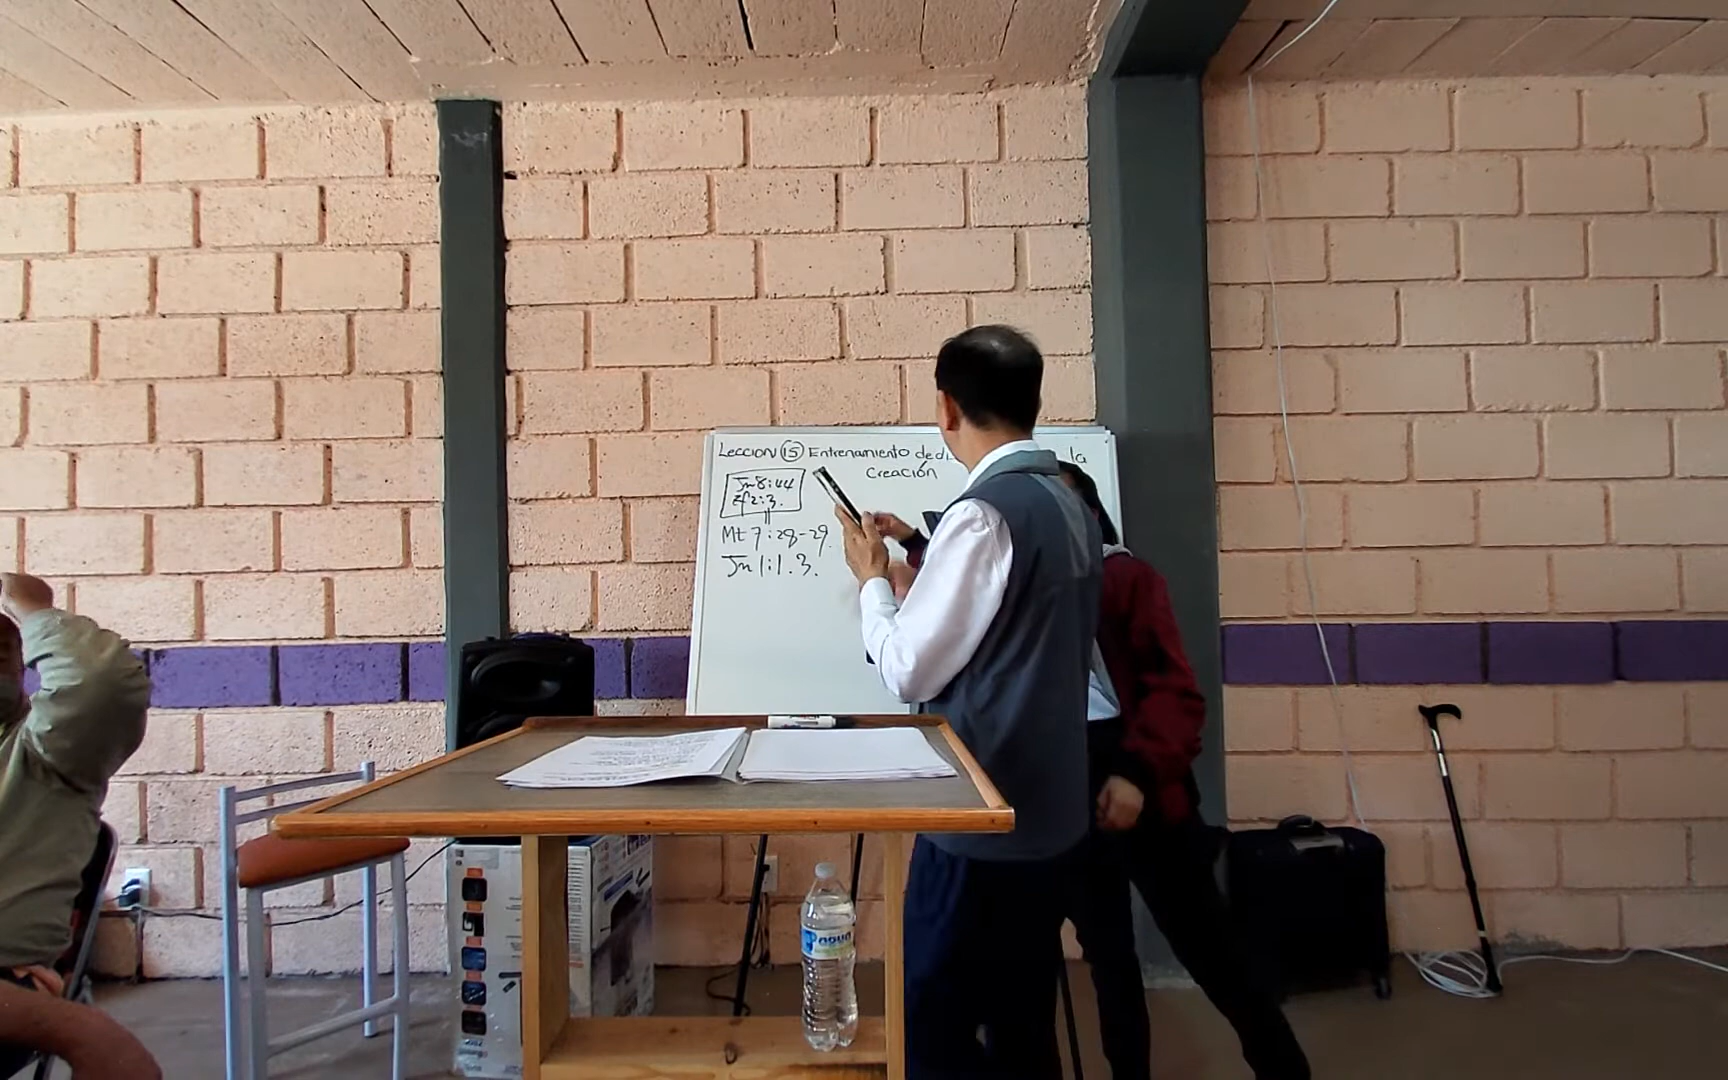 Leccion 15 Entrenamiento de la
Creación
Jn 8:44
Ef 2:3.
Mt 7:28-29.
Jn 1:1.3.
agua